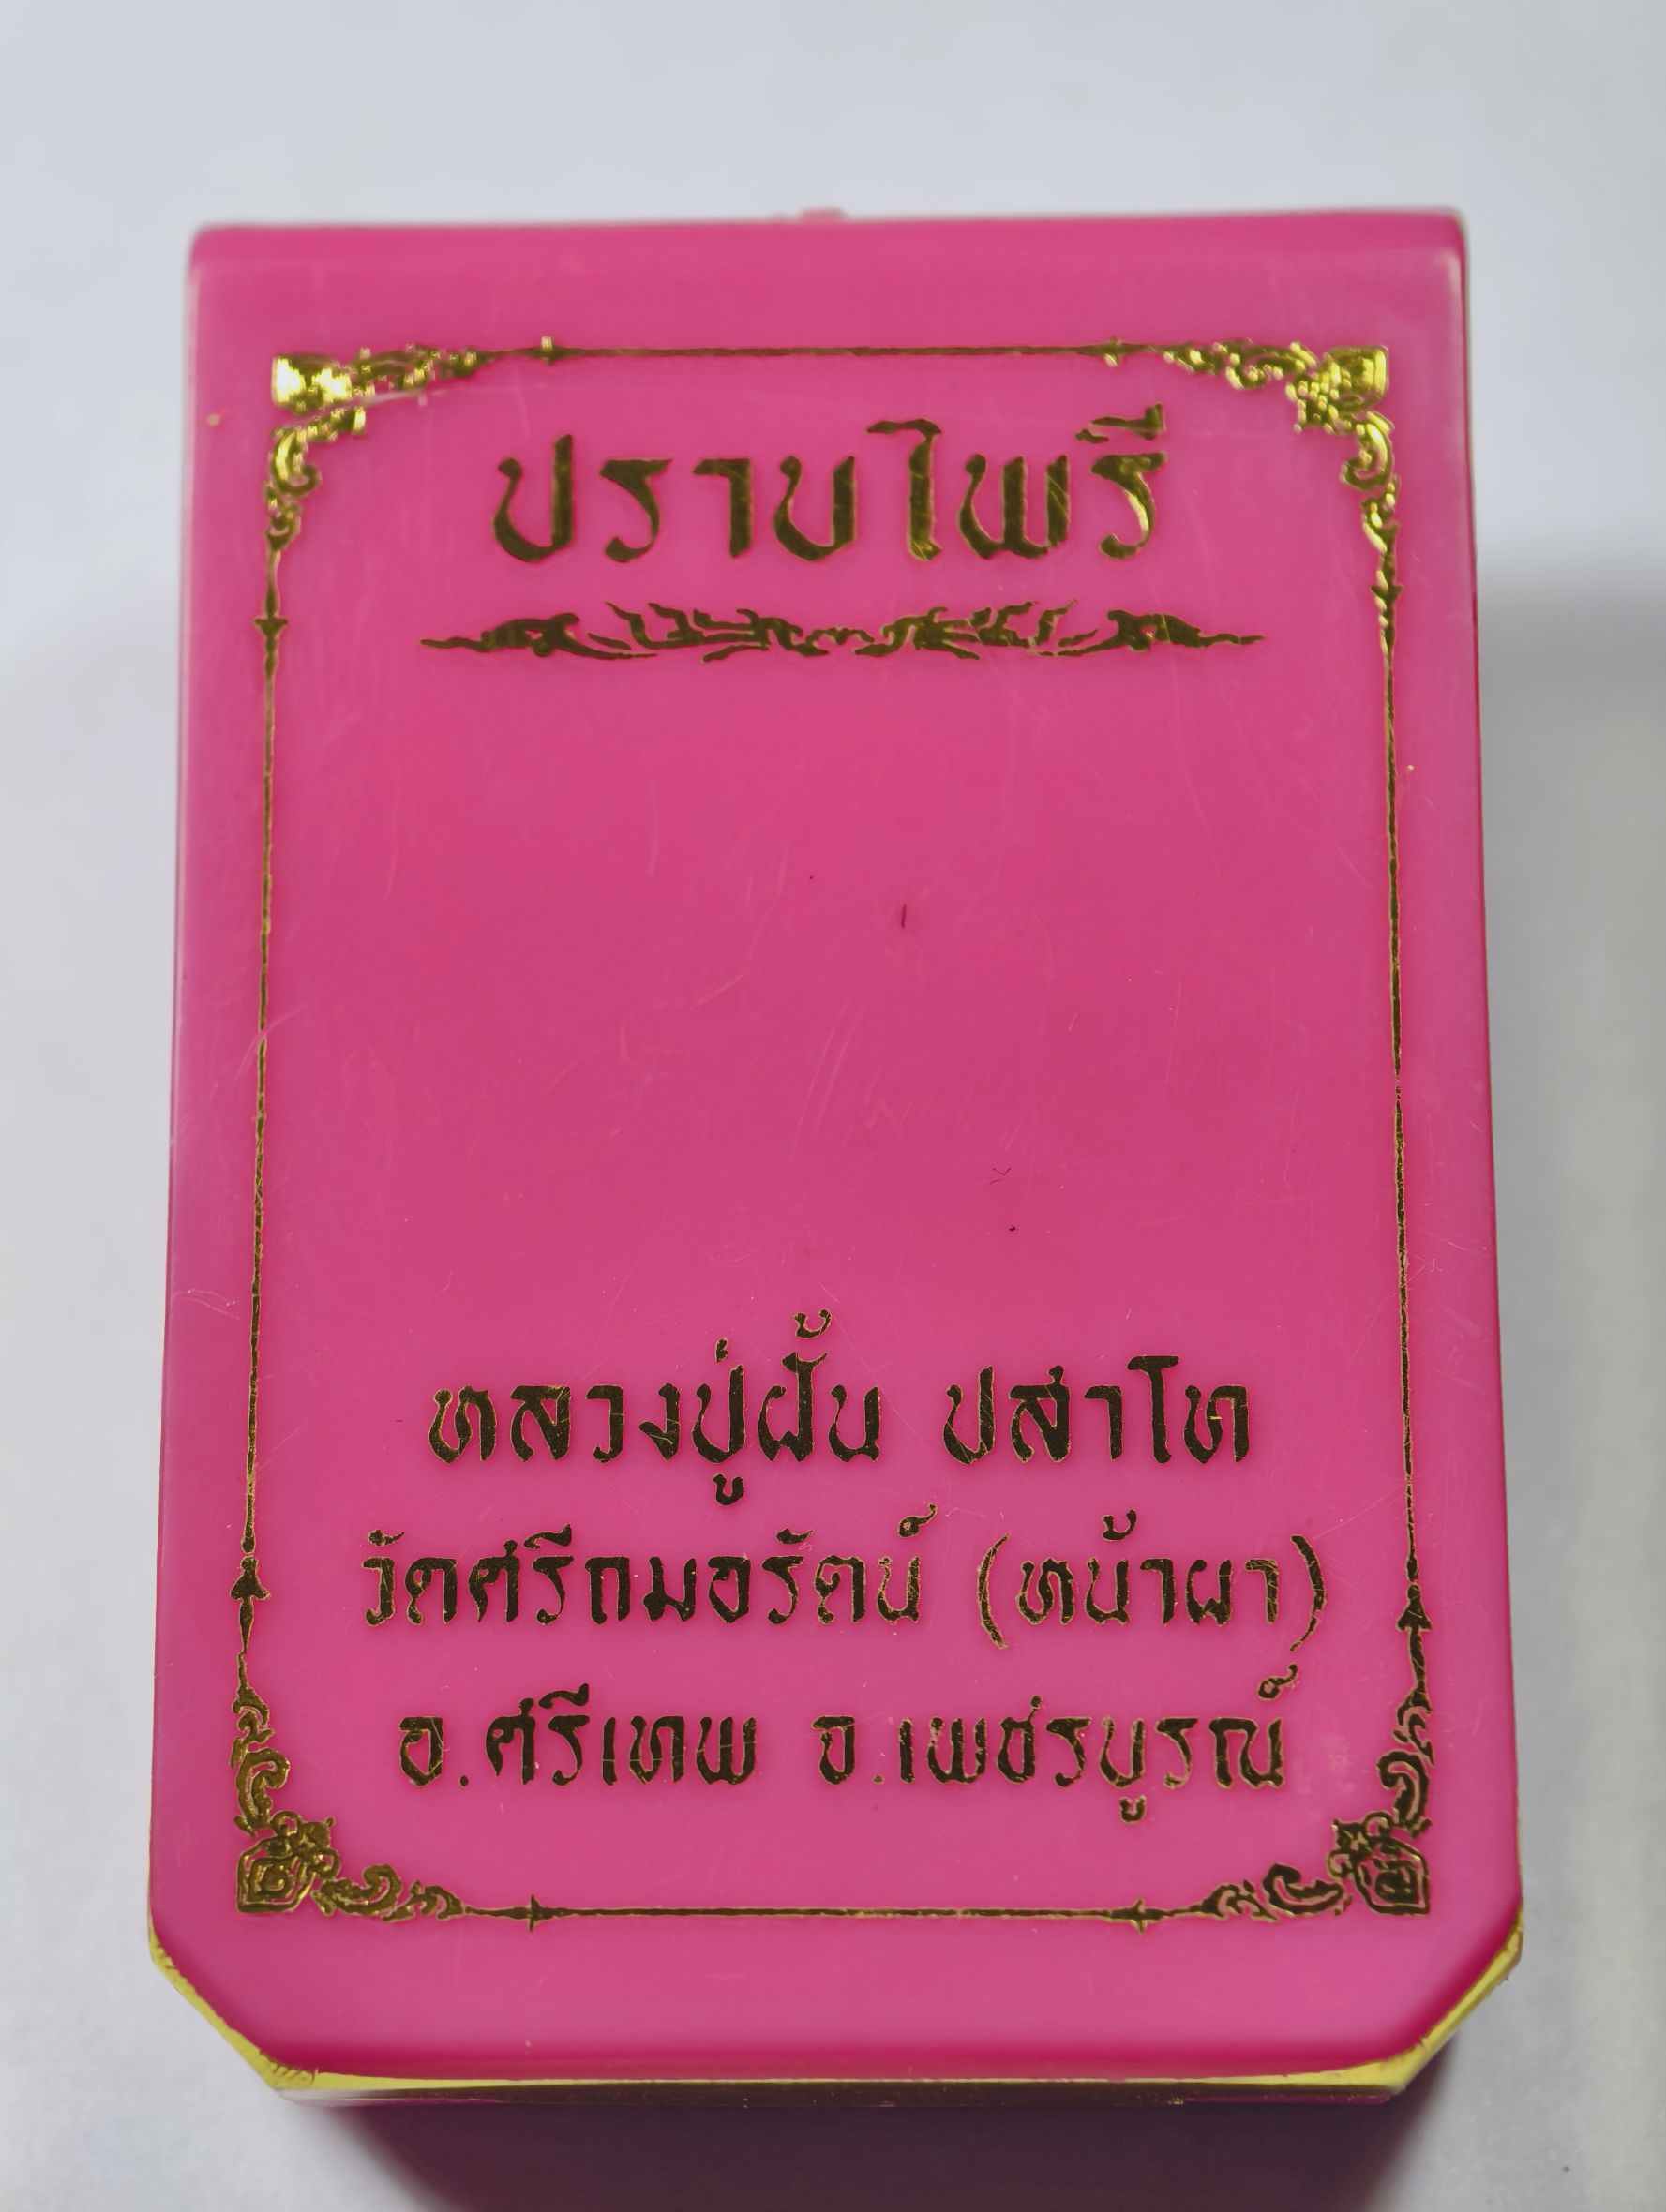 ปราบไพรี
หลวงปู่ฝั้น ปสาโท
วัดศรีถมอรัตน์ (หน้าผา)
อ.ศรีเทพ จ.เพชรบูรณ์